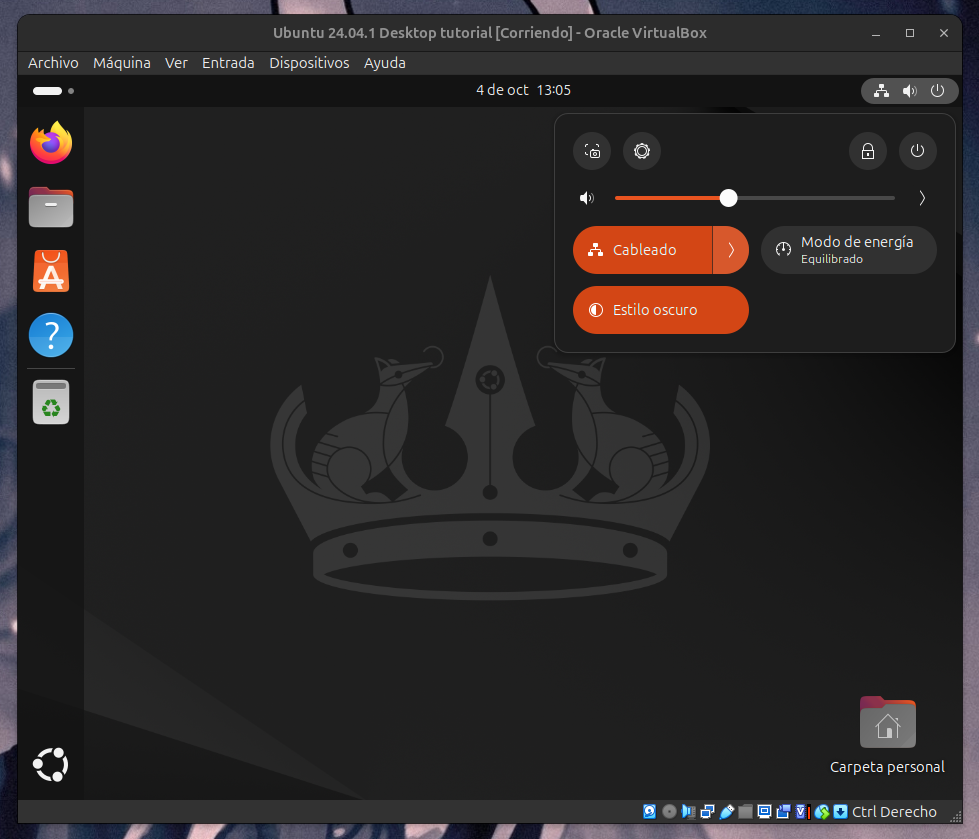 Ubuntu 24.04.1 Desktop tutorial [Corriendo] - Oracle VirtualBox
Archivo Máquina Ver Entrada Dispositivos Ayuda
4 de oct 13:05
Cableado
Modo de energía
Equilibrado
Estilo oscuro
Carpeta personal
Ctrl Derecho